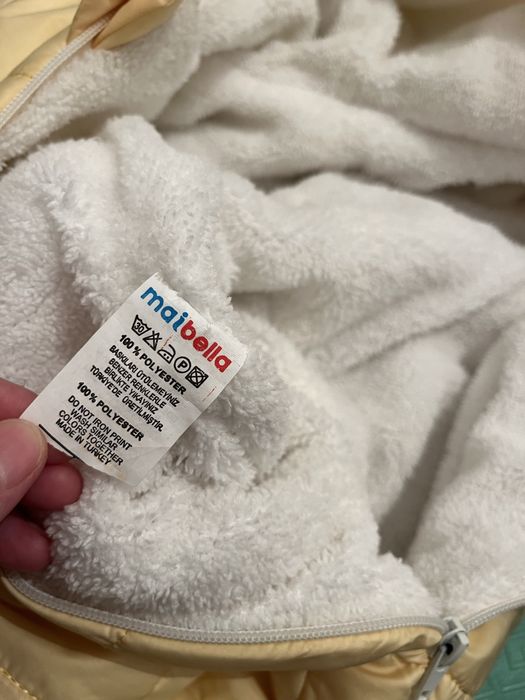 maibella
30 P
100 % POLYESTER
BASKILARI ÜTÜLEMEYİNİZ
BENZER RENKLERLE
BİRLİKTE YIKAYINIZ
TÜRKİYE'DE ÜRETİLMİŞTİR.
100 % POLYESTER
DO NOT IRON PRINT
WASH SIMILAR
COLORS TOGETHER
MADE IN TURKEY